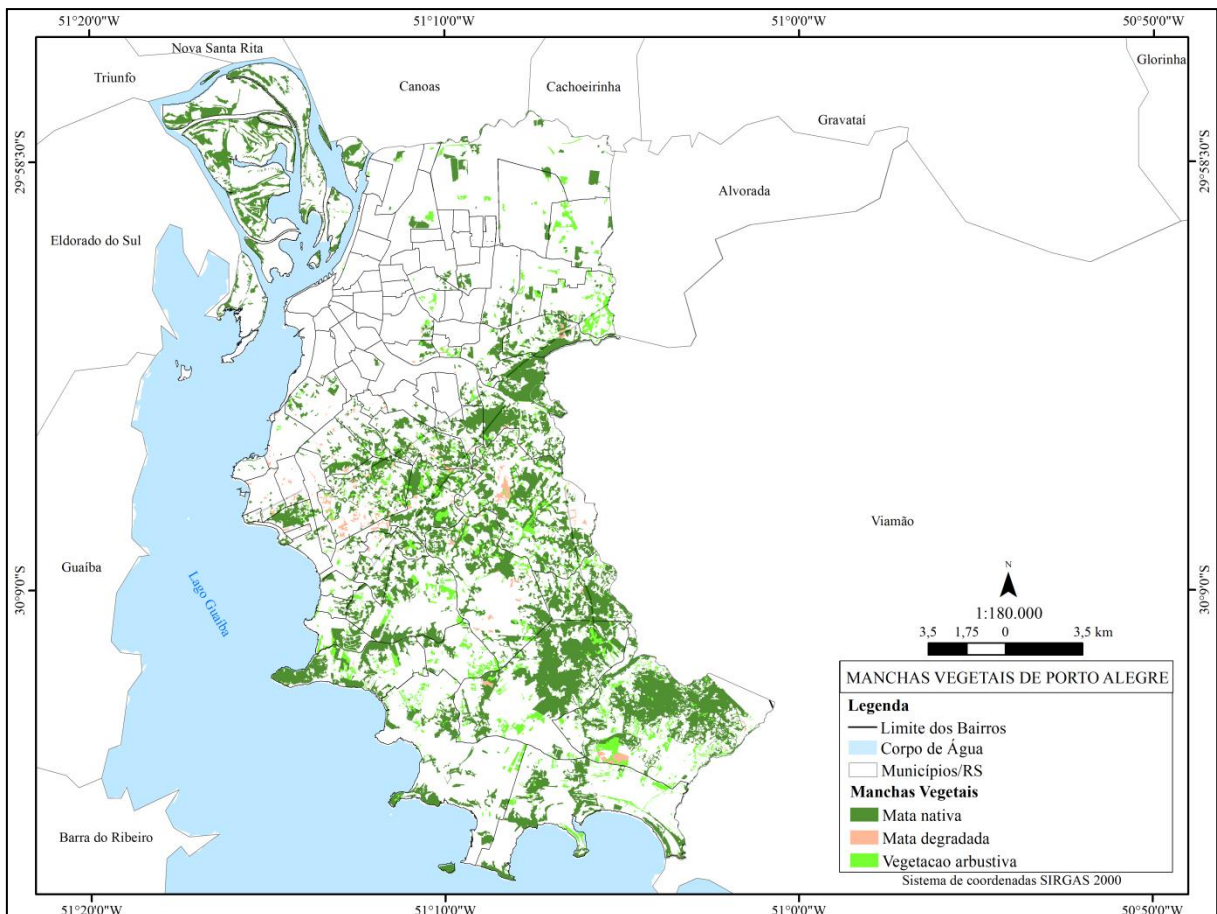 51°20'0"W
51°10'0"W
51°0'0"W
50°50'0"W
Nova Santa Rita
Triunfo
Canoas
Cachoeirinha
Glorinha
Gravataí
29°58'30"S
29°58'30"S
Alvorada
Eldorado do Sul
Viamão
Guaíba
Lago Guaíba
30°9'0"S
30°9'0"S
N
1:180.000
3,5 1,75 0 3,5 km
MANCHAS VEGETAIS DE PORTO ALEGRE
Legenda
Limite dos Bairros
Corpo de Água
Municípios/RS
Manchas Vegetais
Mata nativa
Mata degradada
Vegetacao arbustiva
Sistema de coordenadas SIRGAS 2000
Barra do Ribeiro
51°20'0"W
51°10'0"W
51°0'0"W
50°50'0"W